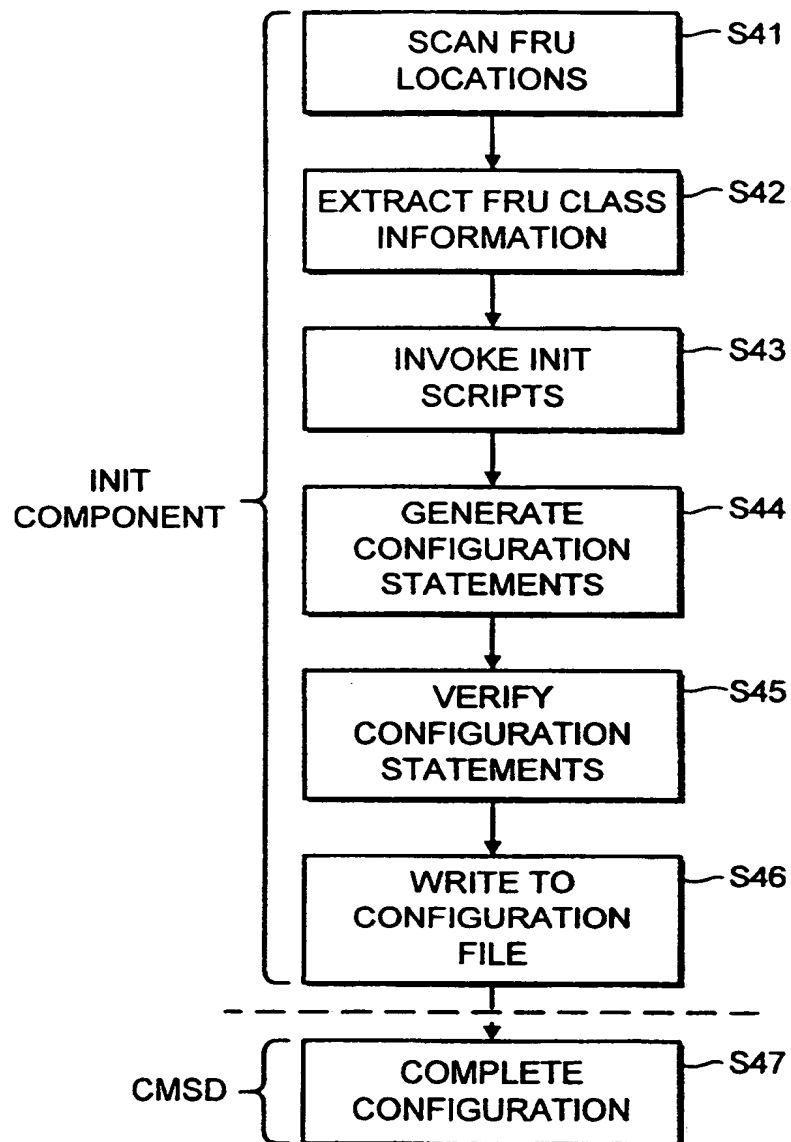 SCAN FRU
LOCATIONS
S41
EXTRACT FRU CLASS
INFORMATION
S42
INVOKE INIT
SCRIPTS
S43
INIT
COMPONENT
GENERATE
CONFIGURATION
STATEMENTS
S44
VERIFY
CONFIGURATION
STATEMENTS
S45
WRITE TO
CONFIGURATION
FILE
S46
CMSD
COMPLETE
CONFIGURATION
S47